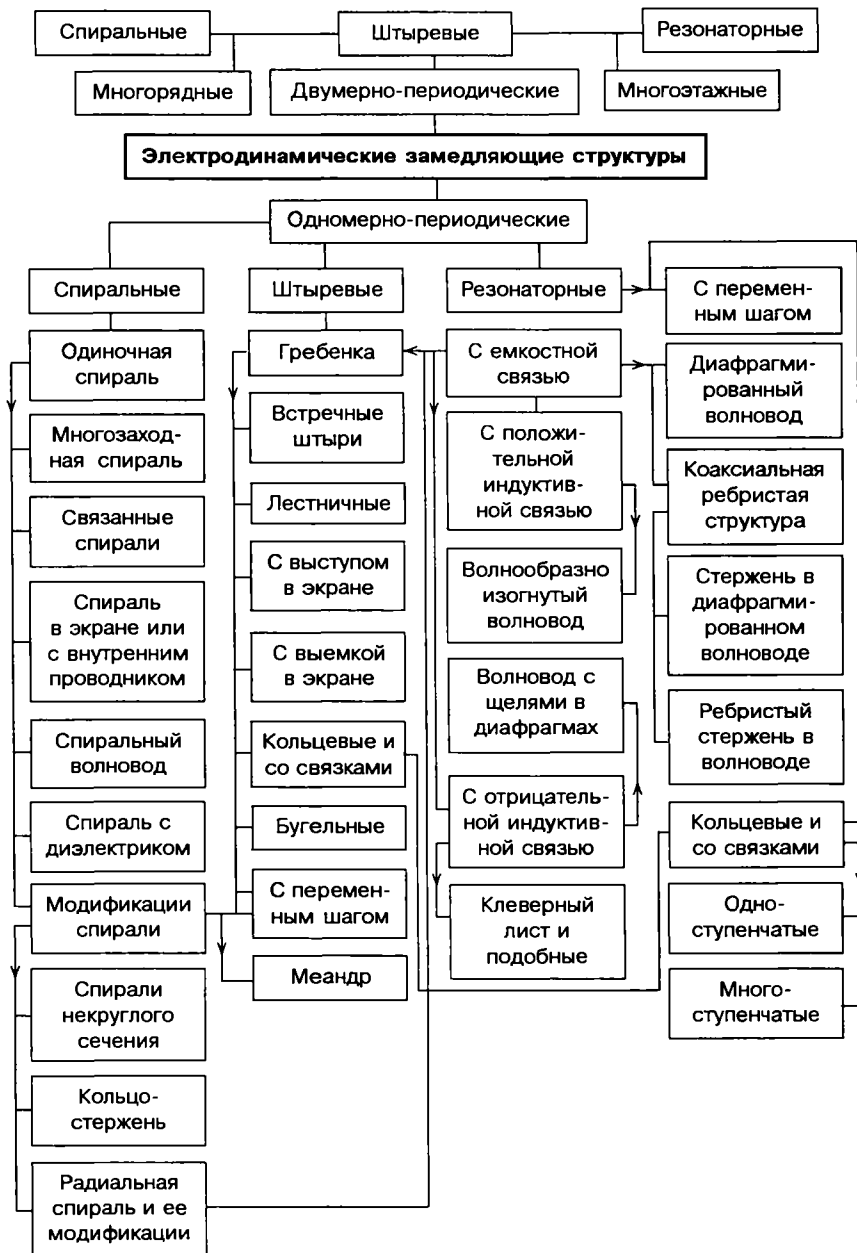 Спиральные
Штыревые
Резонаторные
Многорядные
Двумерно-периодические
Многоэтажные
Электродинамические замедляющие структуры
Одномерно-периодические
Спиральные
Штыревые
Резонаторные
С перемен-
ным шагом
Одиночная
спираль
Многозаход-
ная спираль
Связанные
спирали
Спираль
в экране или
с внутренним
проводником
Спиральный
волновод
Спираль с
диэлектриком
Модификации
спирали
Спирали
некруглого
сечения
Кольцо-
стержень
Радиальная
спираль и ее
модификации
Гребенка
Встречные
штыри
Лестничные
С выступом
в экране
С выемкой
в экране
Кольцевые и
со связками
Бугельные
С перемен-
ным шагом
Меандр
С емкостной
связью
С положи-
тельной
индуктив-
ной связью
Волнообразно
изогнутый
волновод
Волновод с
щелями в
диафрагмах
С отрицатель-
ной индуктив-
ной связью
Клеверный
лист и
подобные
Диафрагми-
рованный
волновод
Коаксиальная
ребристая
структура
Стержень в
диафрагми-
рованном
волноводе
Ребристый
стержень в
волноводе
Кольцевые и
со связками
Одно-
ступенчатые
Много-
ступенчатые